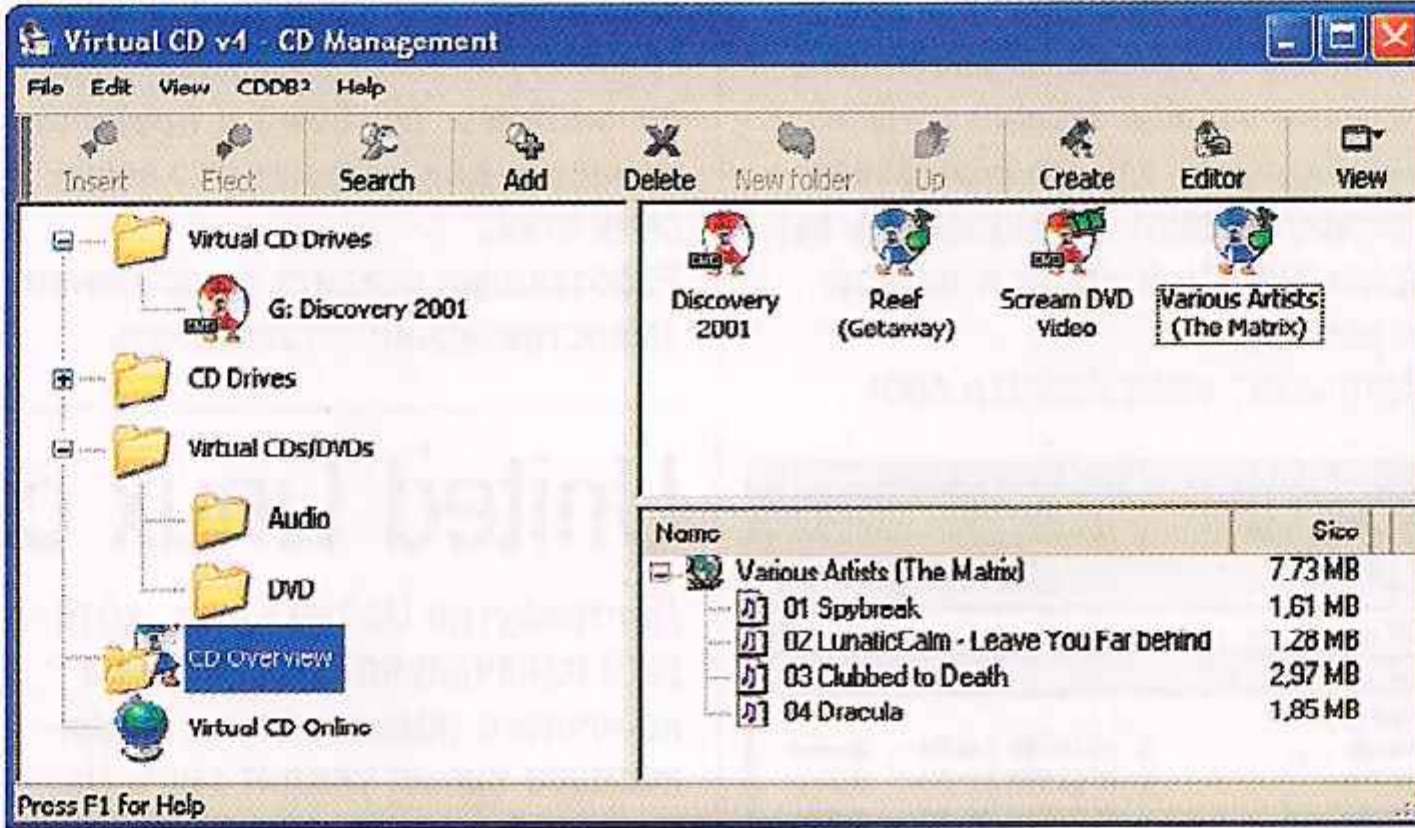 Virtual CD v4 - CD Management
File Edit View CDDB² Help
Insert Eject Search Add Delete New folder Up Create Editor View
Virtual CD Drives
G: Discovery 2001
CD Drives
Virtual CDs/DVDs
Audio
DVD
CD Overview
Virtual CD Online
Discovery 2001
Reef (Getaway)
Scream DVD Video
Various Artists (The Matrix)
Name Size
Various Artists (The Matrix) 7,73 MB
01 Spybreak 1,61 MB
02 LunaticCalm - Leave You Far behind 1,28 MB
03 Clubbed to Death 2,97 MB
04 Dracula 1,85 MB
Press F1 for Help